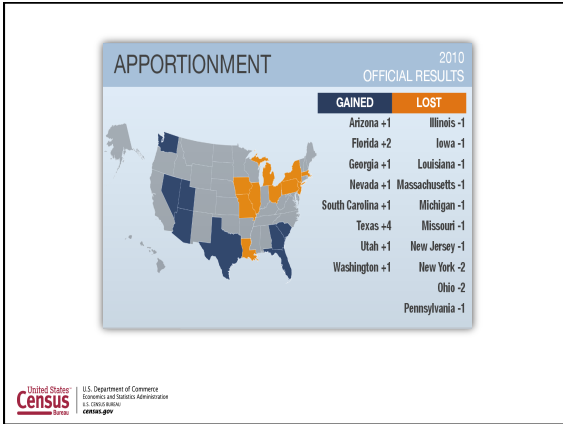 APPORTIONMENT
2010
OFFICIAL RESULTS
GAINED
LOST
Arizona +1
Illinois -1
Florida +2
Iowa -1
Georgia +1
Louisiana -1
Nevada +1
Massachusetts -1
South Carolina +1
Michigan -1
Texas +4
Missouri -1
Utah +1
New Jersey -1
Washington +1
New York -2
Ohio -2
Pennsylvania -1
United States™
Census
Bureau
U.S. Department of Commerce
Economics and Statistics Administration
U.S. CENSUS BUREAU
census.gov